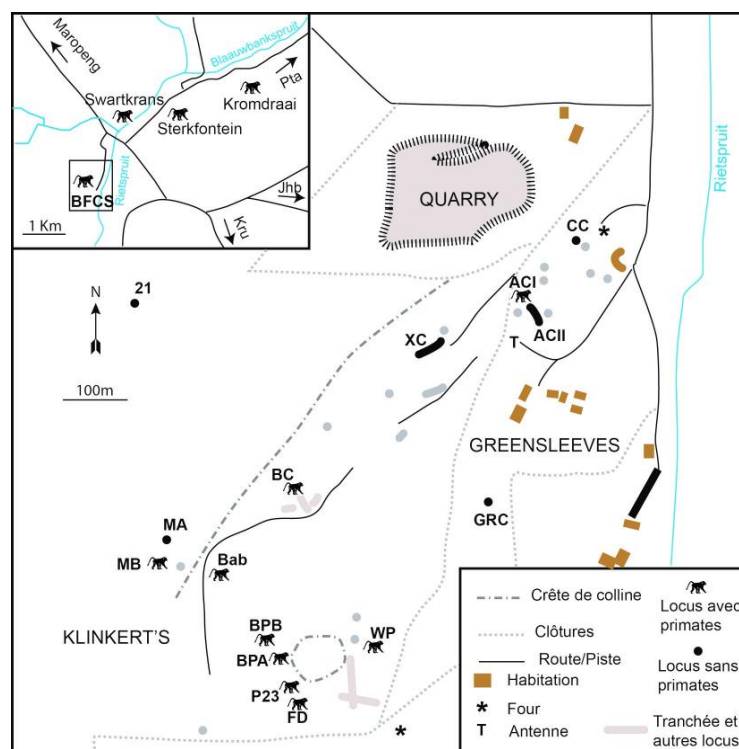 Maropeng
Blaauwbankspruit
Pta
Swartkrans
Kromdraai
Sterkfontein
Rietspruit
BFCS
Jhb
Kru
1 Km
Rietspruit
QUARRY
CC
*
21
N
ACI
XC
ACII
T
100m
GREENSLEEVES
BC
GRC
MA
MB
Bab
BPB
WP
KLINKERT'S
BPA
P23
FD
*
Crête de colline
Locus avec
primates
Clôtures
Route/Piste
Locus sans
primates
Habitation
* Four
T Antenne
Tranchée et
autres locus